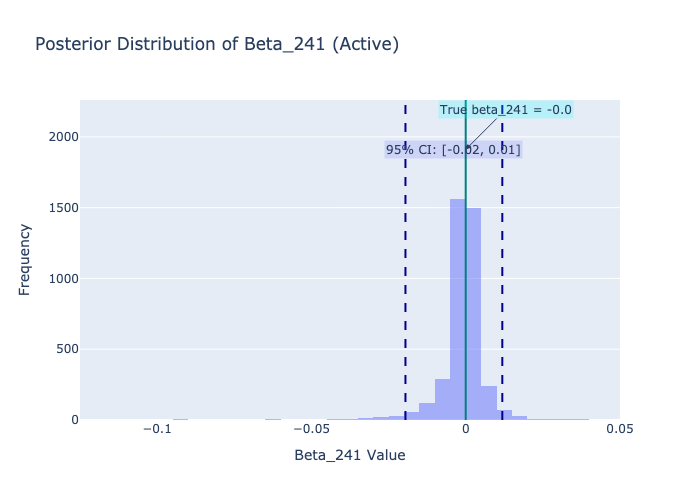 Posterior Distribution of Beta_241 (Active)
True beta_241 = -0.0
95% CI: [-0.02, 0.01]
Frequency
2000
1500
1000
500
0
−0.1
−0.05
0
0.05
Beta_241 Value